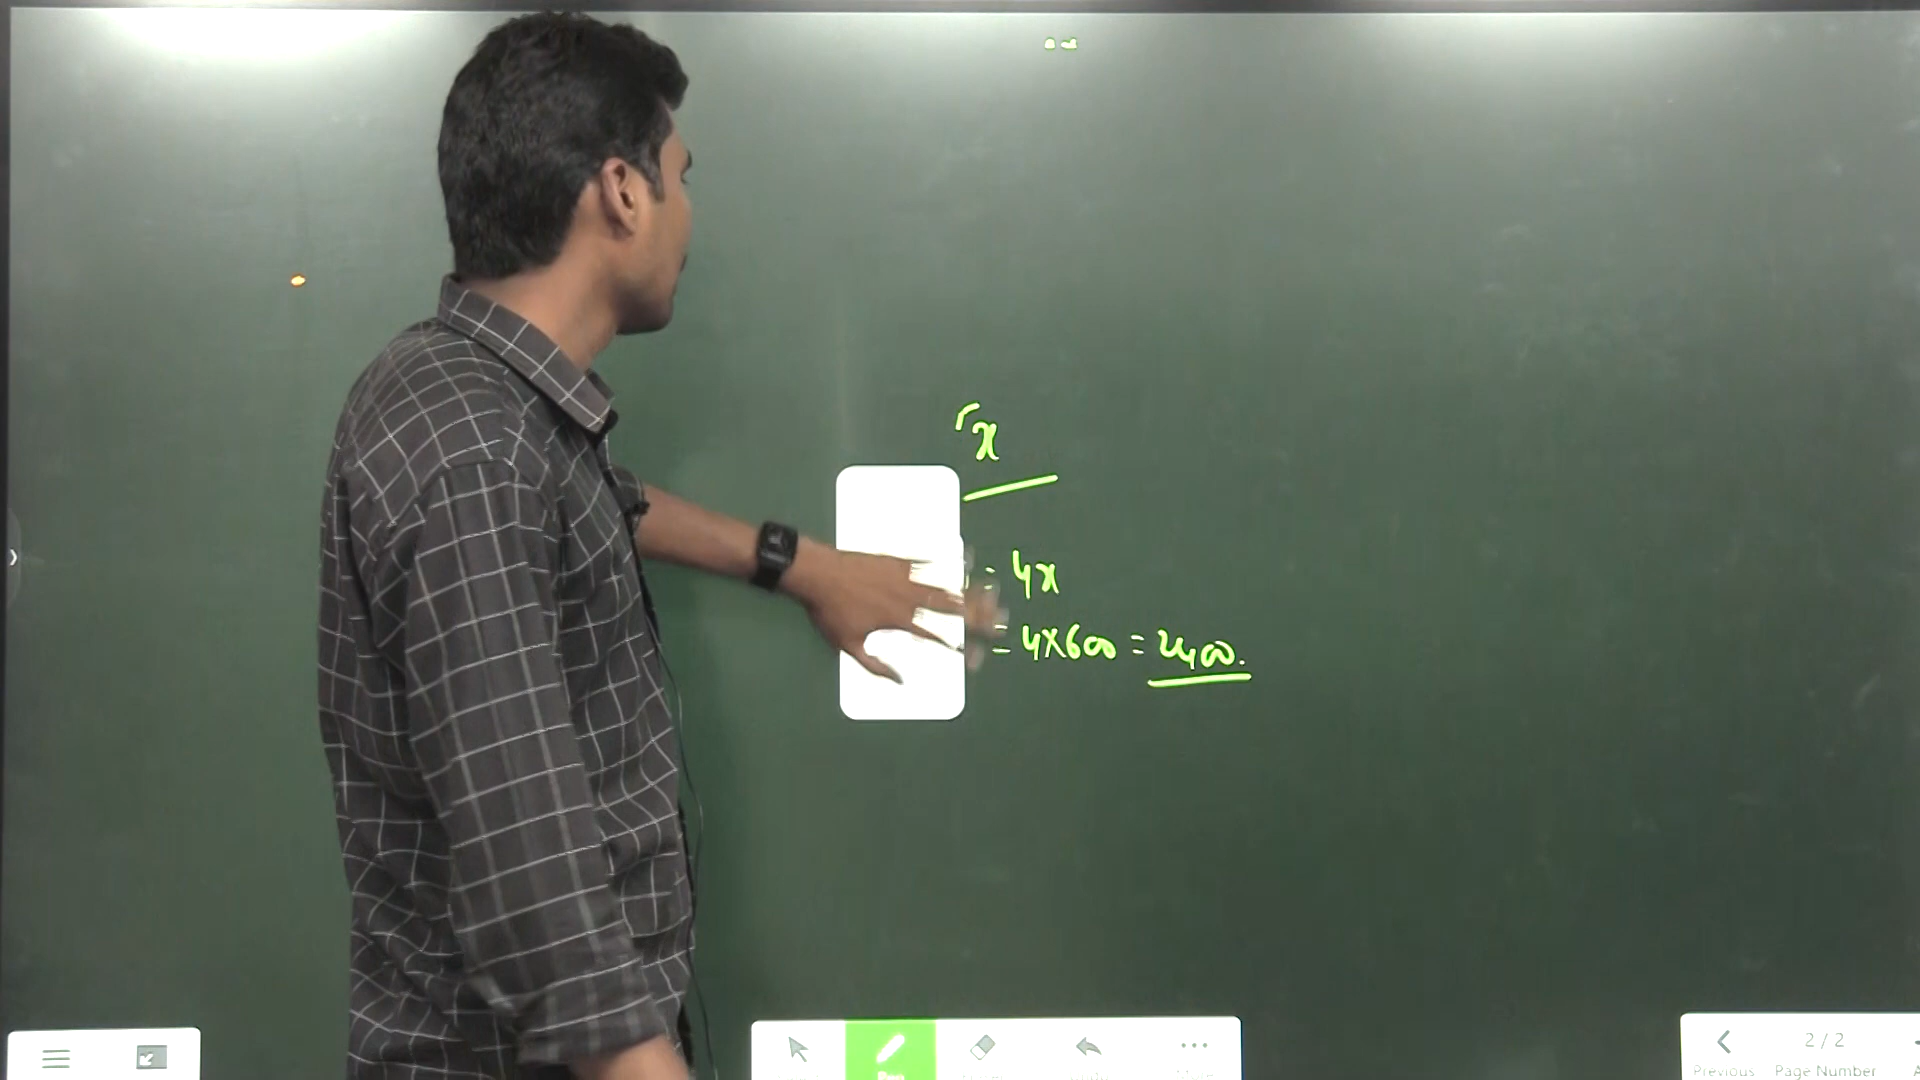 x
= 4x
= 4x600 = 2400.
2/2
Previous Page Number